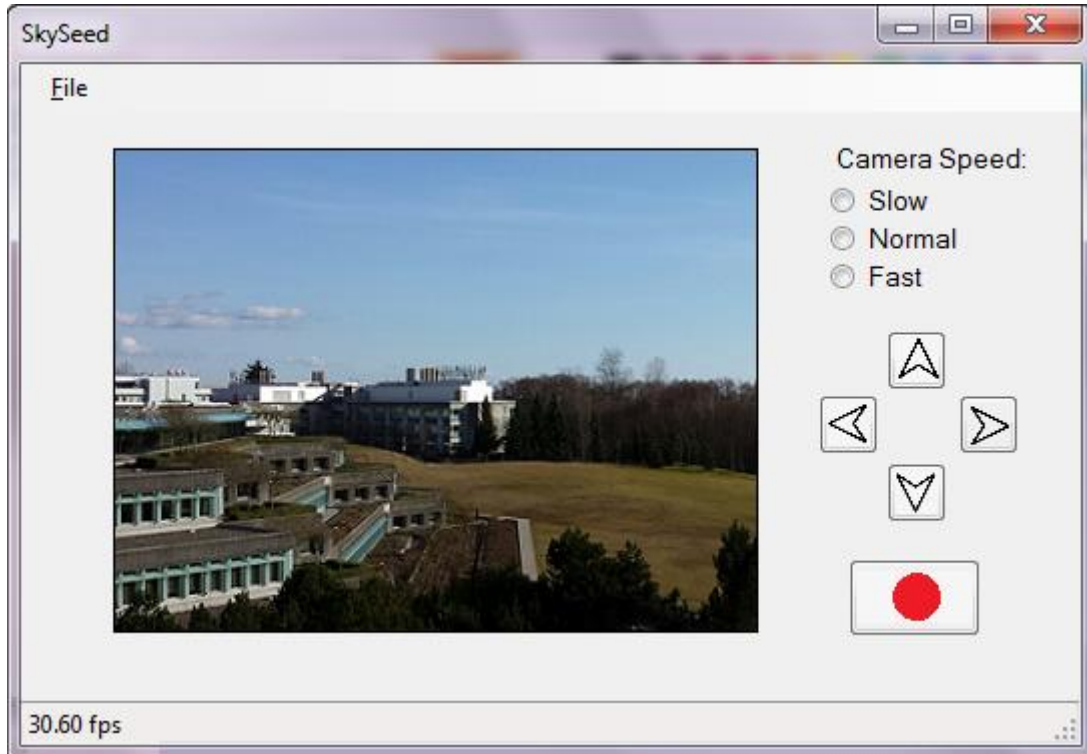 SkySeed
File
Camera Speed:
Slow
Normal
Fast
30.60 fps